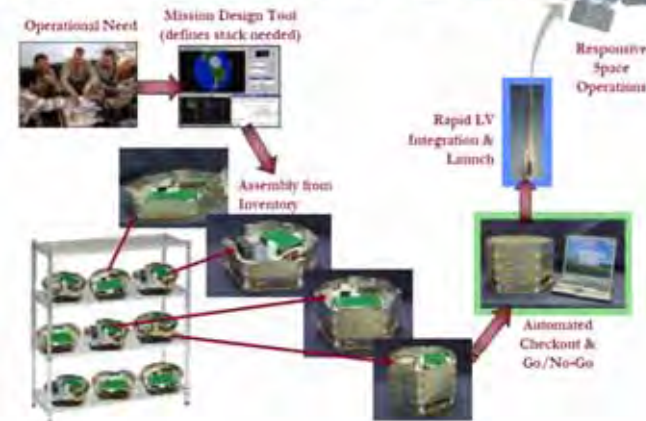 Operational Need
Mission Design Tool
(defines stack needed)
Assembly from
Inventory
Rapid LV
Integration &
Launch
Responsive
Space
Operations
Automated
Checkout &
Go/No-Go